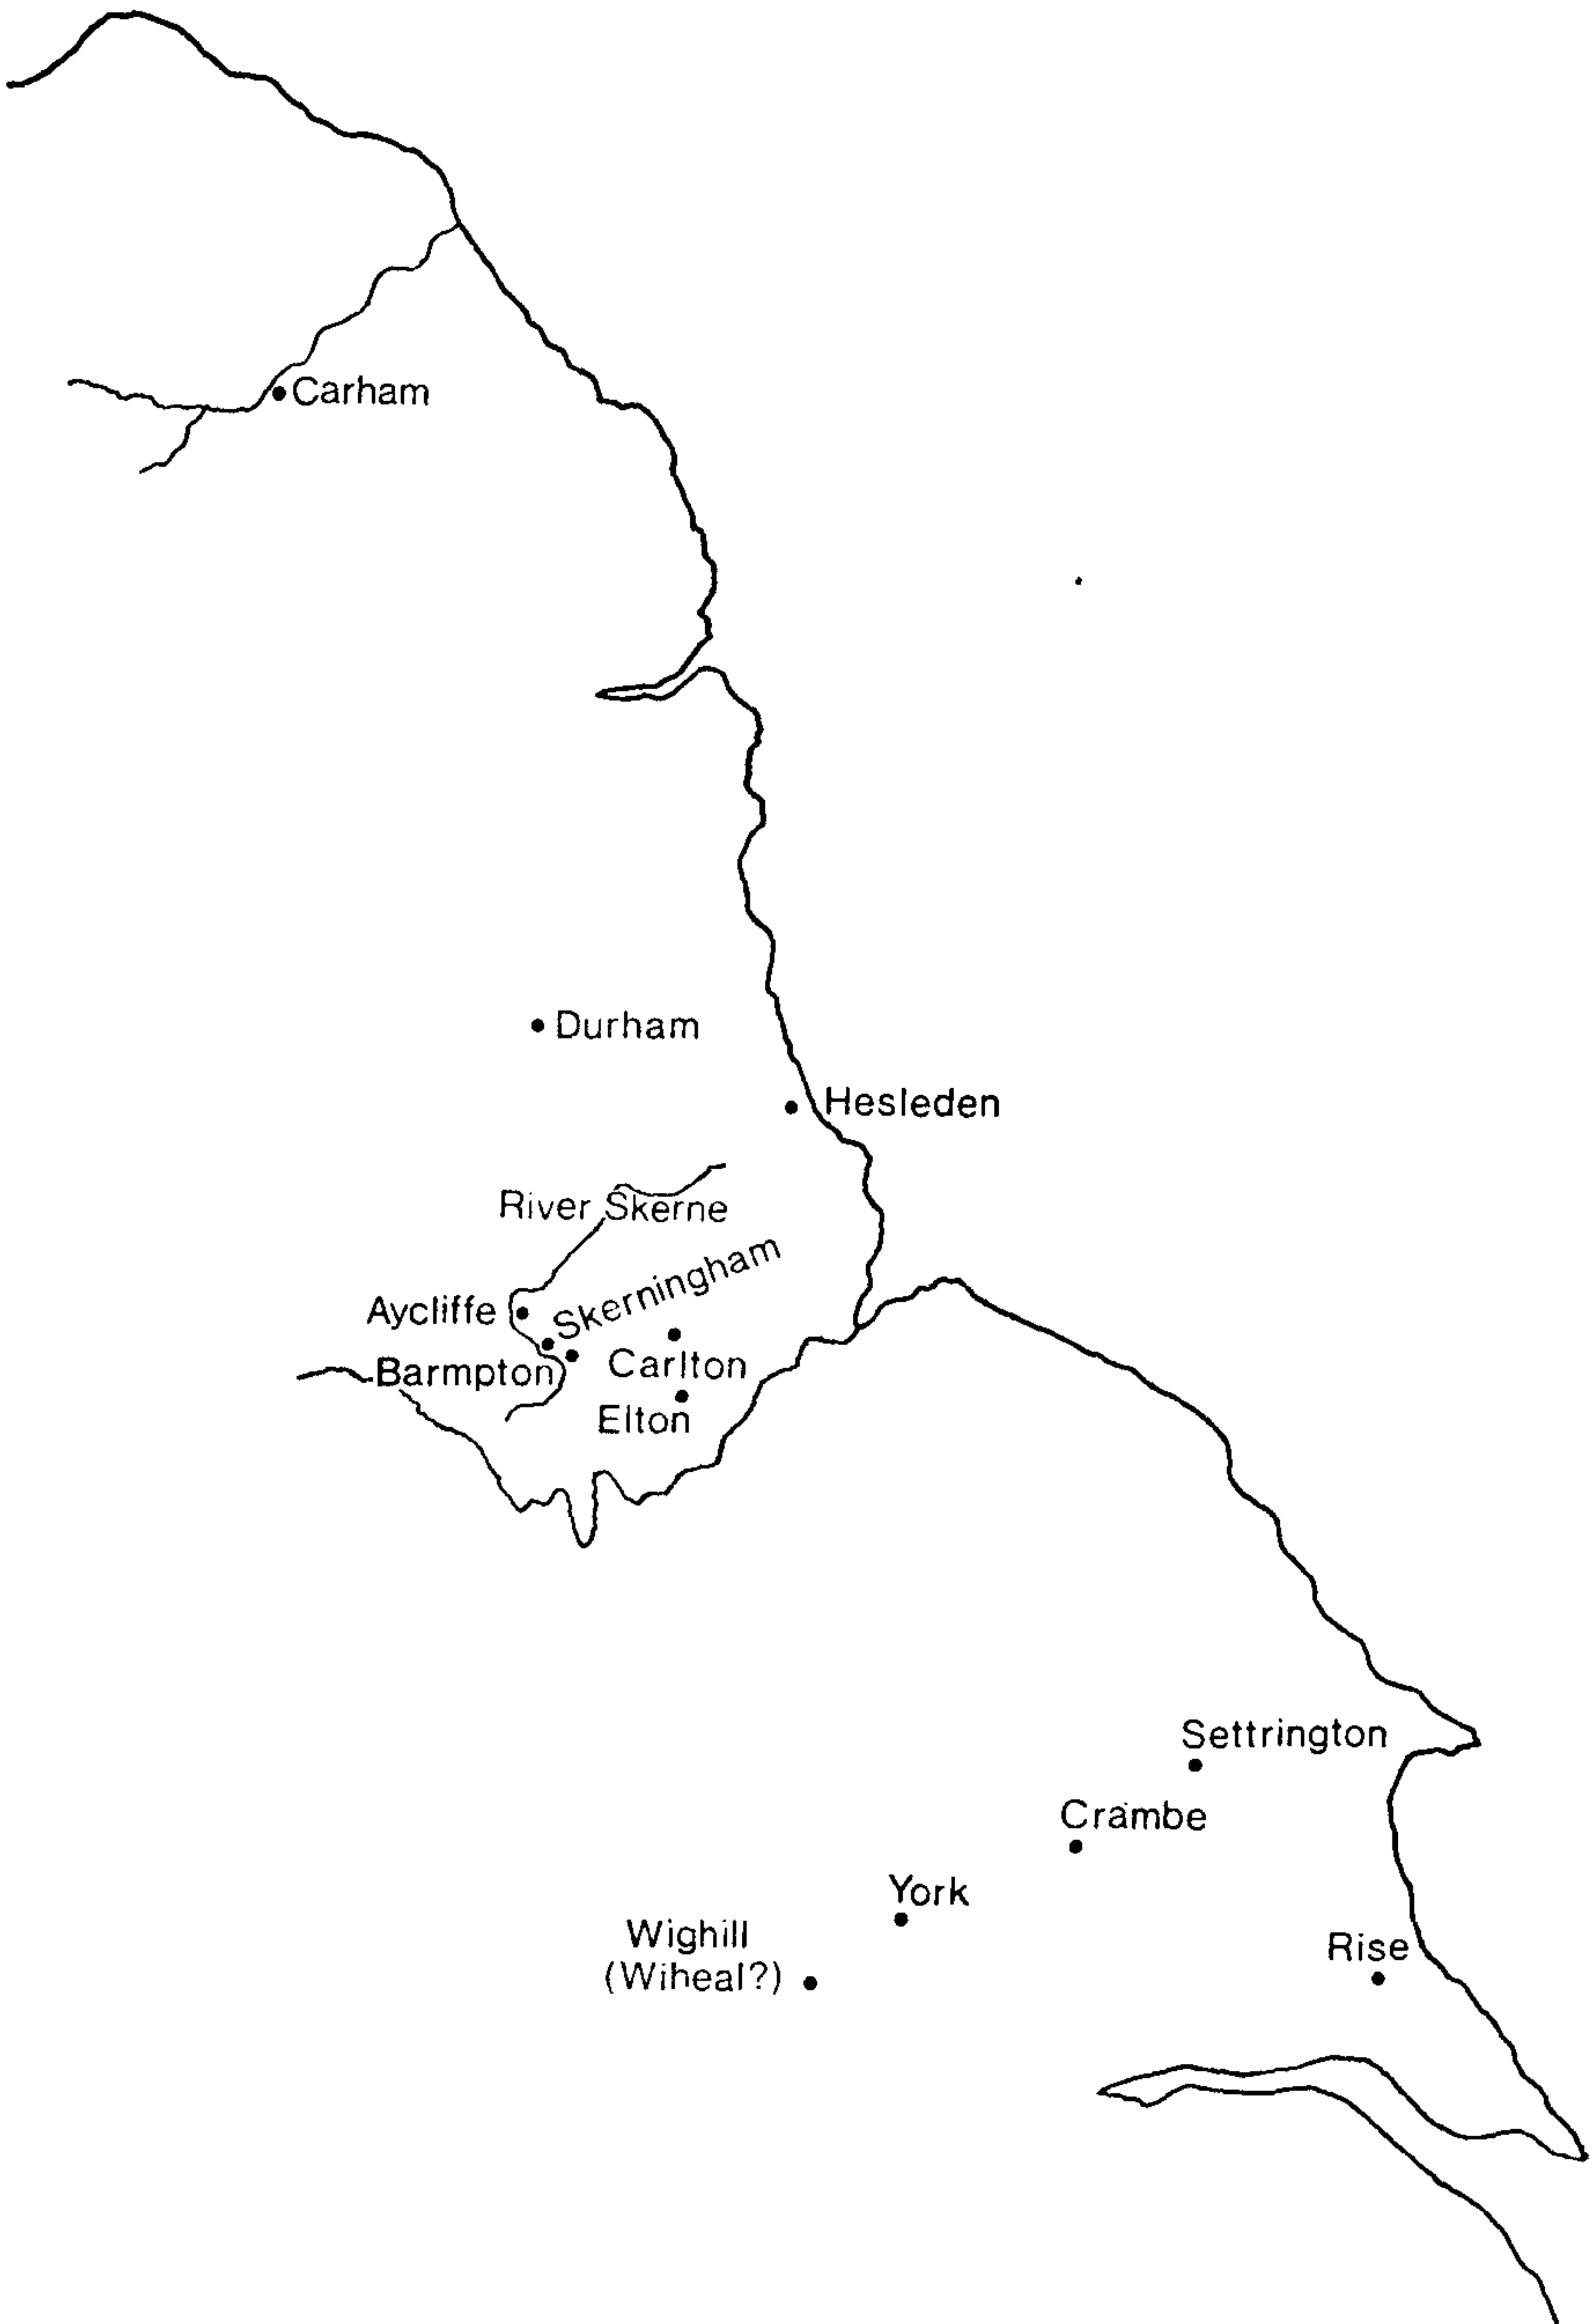 Carham
Durham
Hesleden
River Skerne
Skerningham
Aycliffe
Barmpton
Carlton
Elton
Settrington
Crambe
York
Wighill
(Wiheal?)
Rise